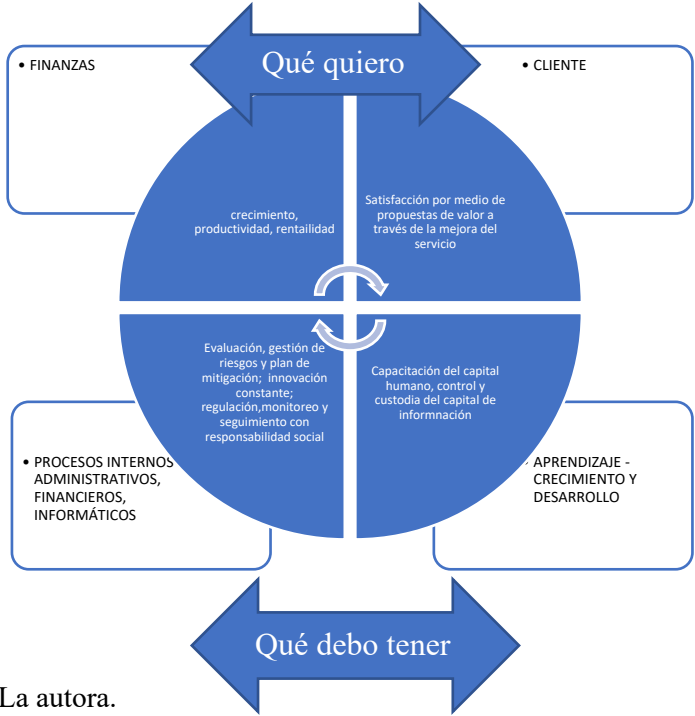 Qué quiero
• FINANZAS
• CLIENTE
crecimiento,
productividad, rentailidad
Satisfacción por medio de
propuestas de valor a
través de la mejora del
servicio
Evaluación, gestión de
riesgos y plan de
mitigación; innovación
constante;
regulación,monitoreo y
seguimiento con
responsabilidad social
Capacitación del capital
humano, control y
custodia del capital de
informnación
• PROCESOS INTERNOS
ADMINISTRATIVOS,
FINANCIEROS,
INFORMÁTICOS
APRENDIZAJE -
CRECIMIENTO Y
DESARROLLO
Qué debo tener
La autora.